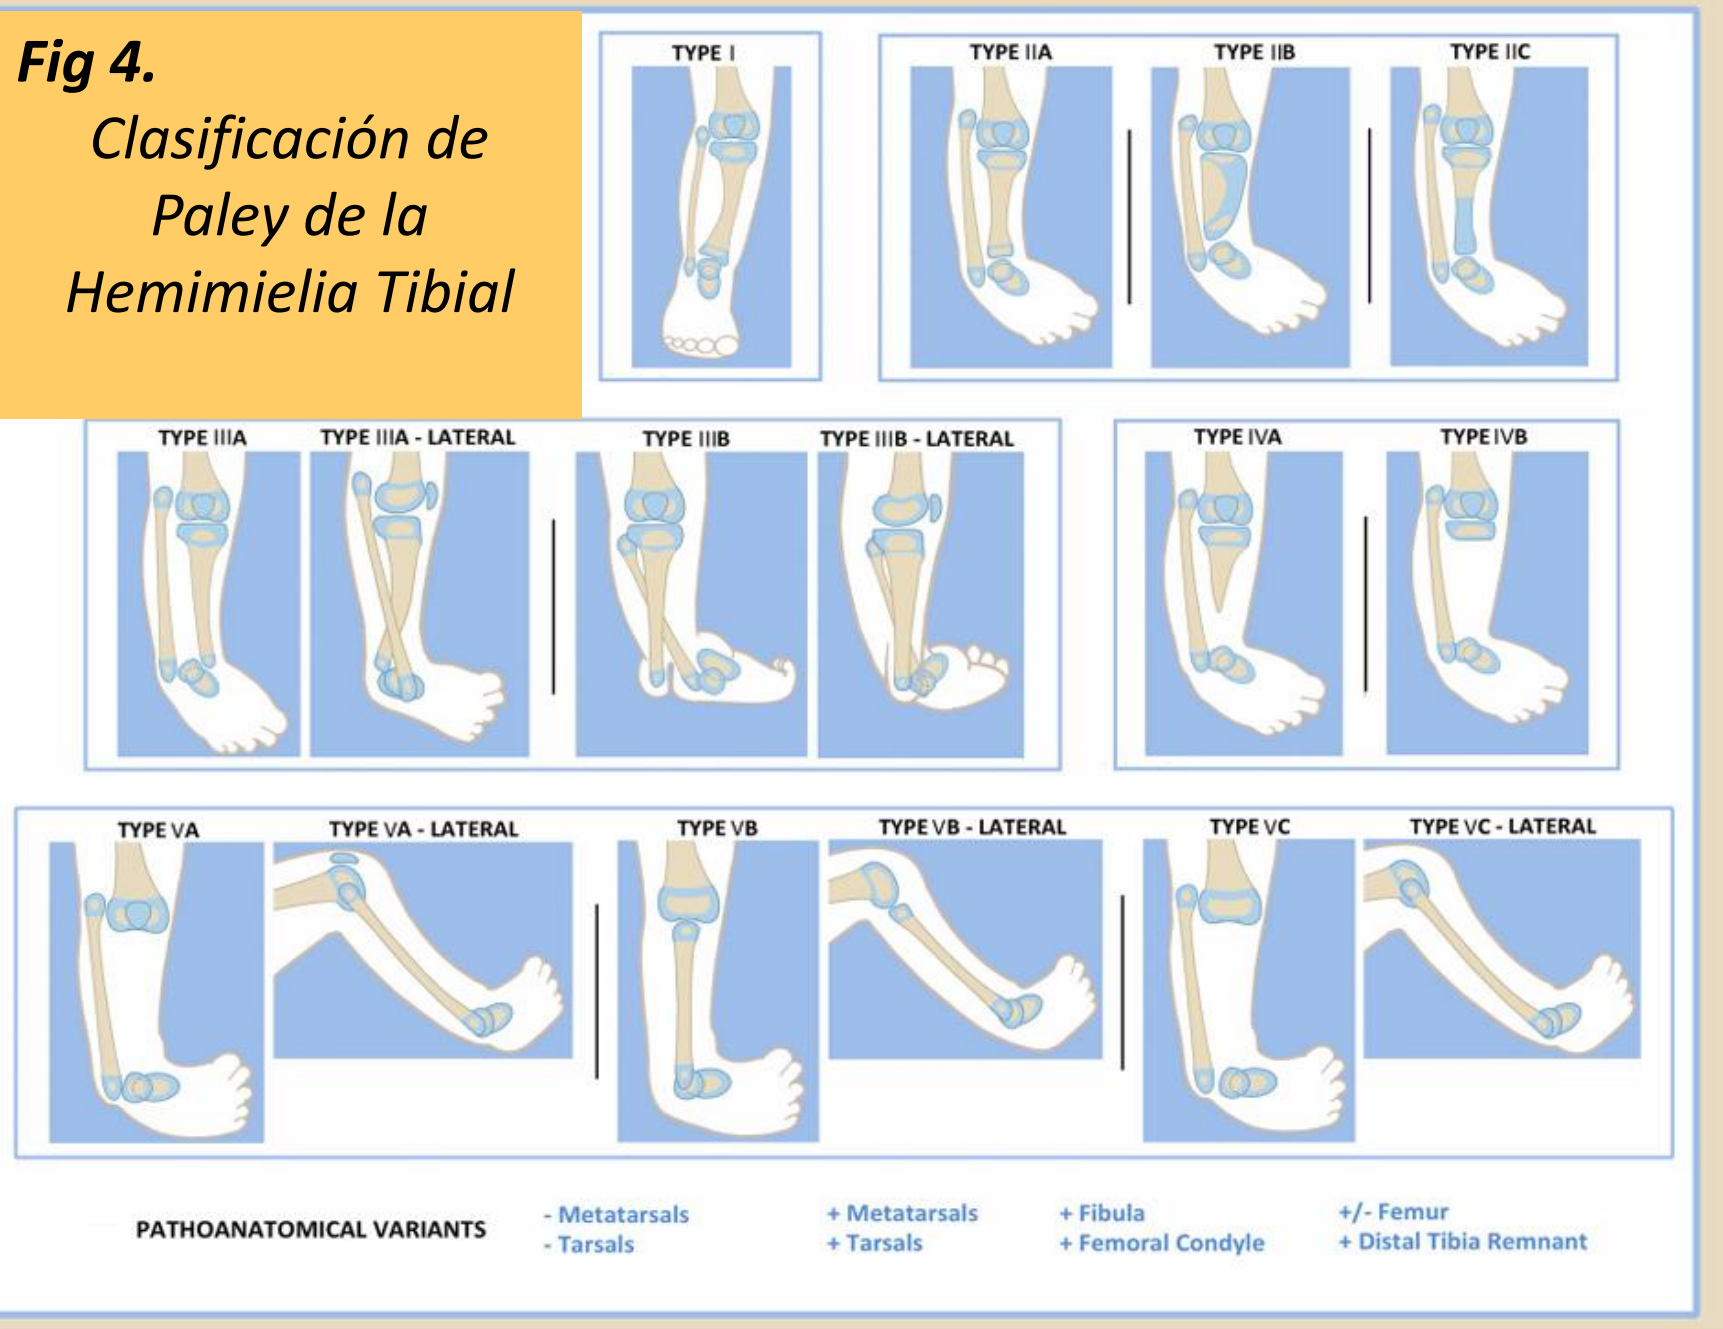 Fig 4.
Clasificación de
Paley de la
Hemimielia Tibial
TYPE I
TYPE IIA
TYPE IIB
TYPE IIC
TYPE IIIA
TYPE IIIA - LATERAL
TYPE IIIB
TYPE IIIB - LATERAL
TYPE IVA
TYPE IVB
TYPE VA
TYPE VA - LATERAL
TYPE VB
TYPE VB - LATERAL
TYPE VC
TYPE VC - LATERAL
PATHOANATOMICAL VARIANTS
- Metatarsals
- Tarsals
+ Metatarsals
+ Tarsals
+ Fibula
+ Femoral Condyle
+/- Femur
+ Distal Tibia Remnant